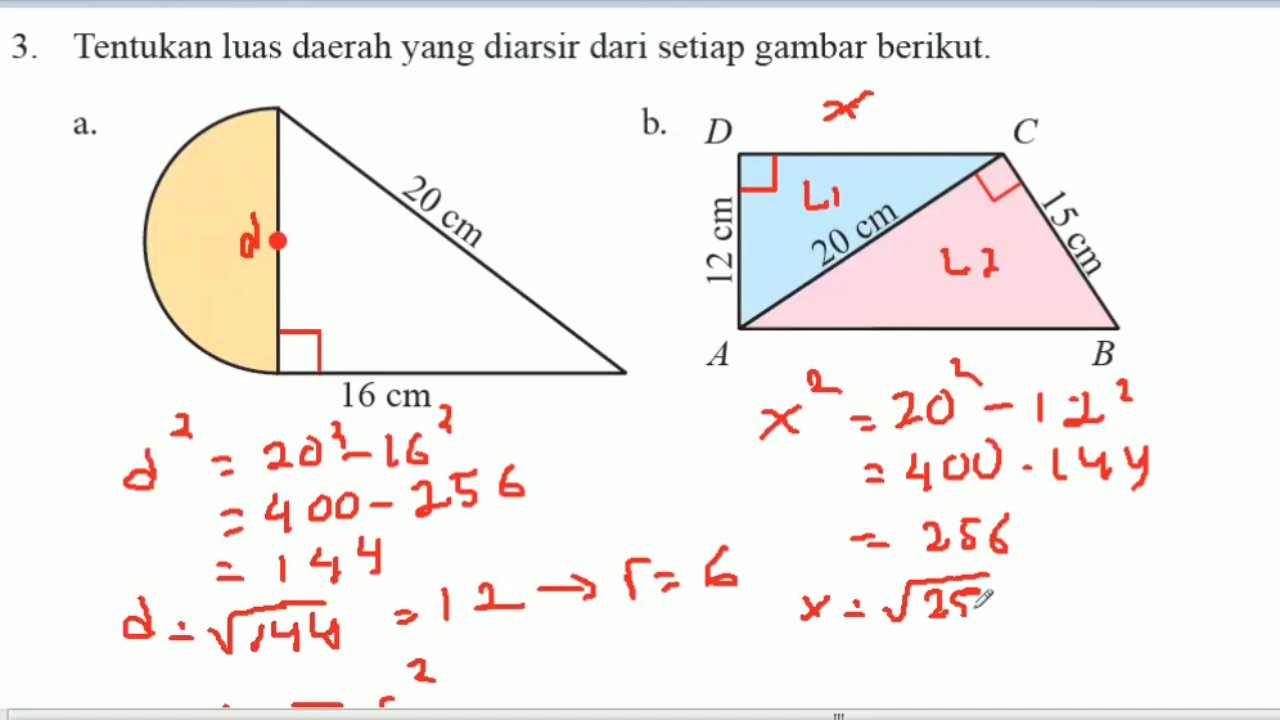 3. Tentukan luas daerah yang diarsir dari setiap gambar berikut.
a.
20 cm
d
16 cm
d² = 20² - 16²
= 400 - 256
= 144
d = √144 = 12 → r = 6
b.
x
D
C
L1
12 cm
20 cm
15 cm
L2
A
B
x² = 20² - 12²
= 400 - 144
= 256
x = √25